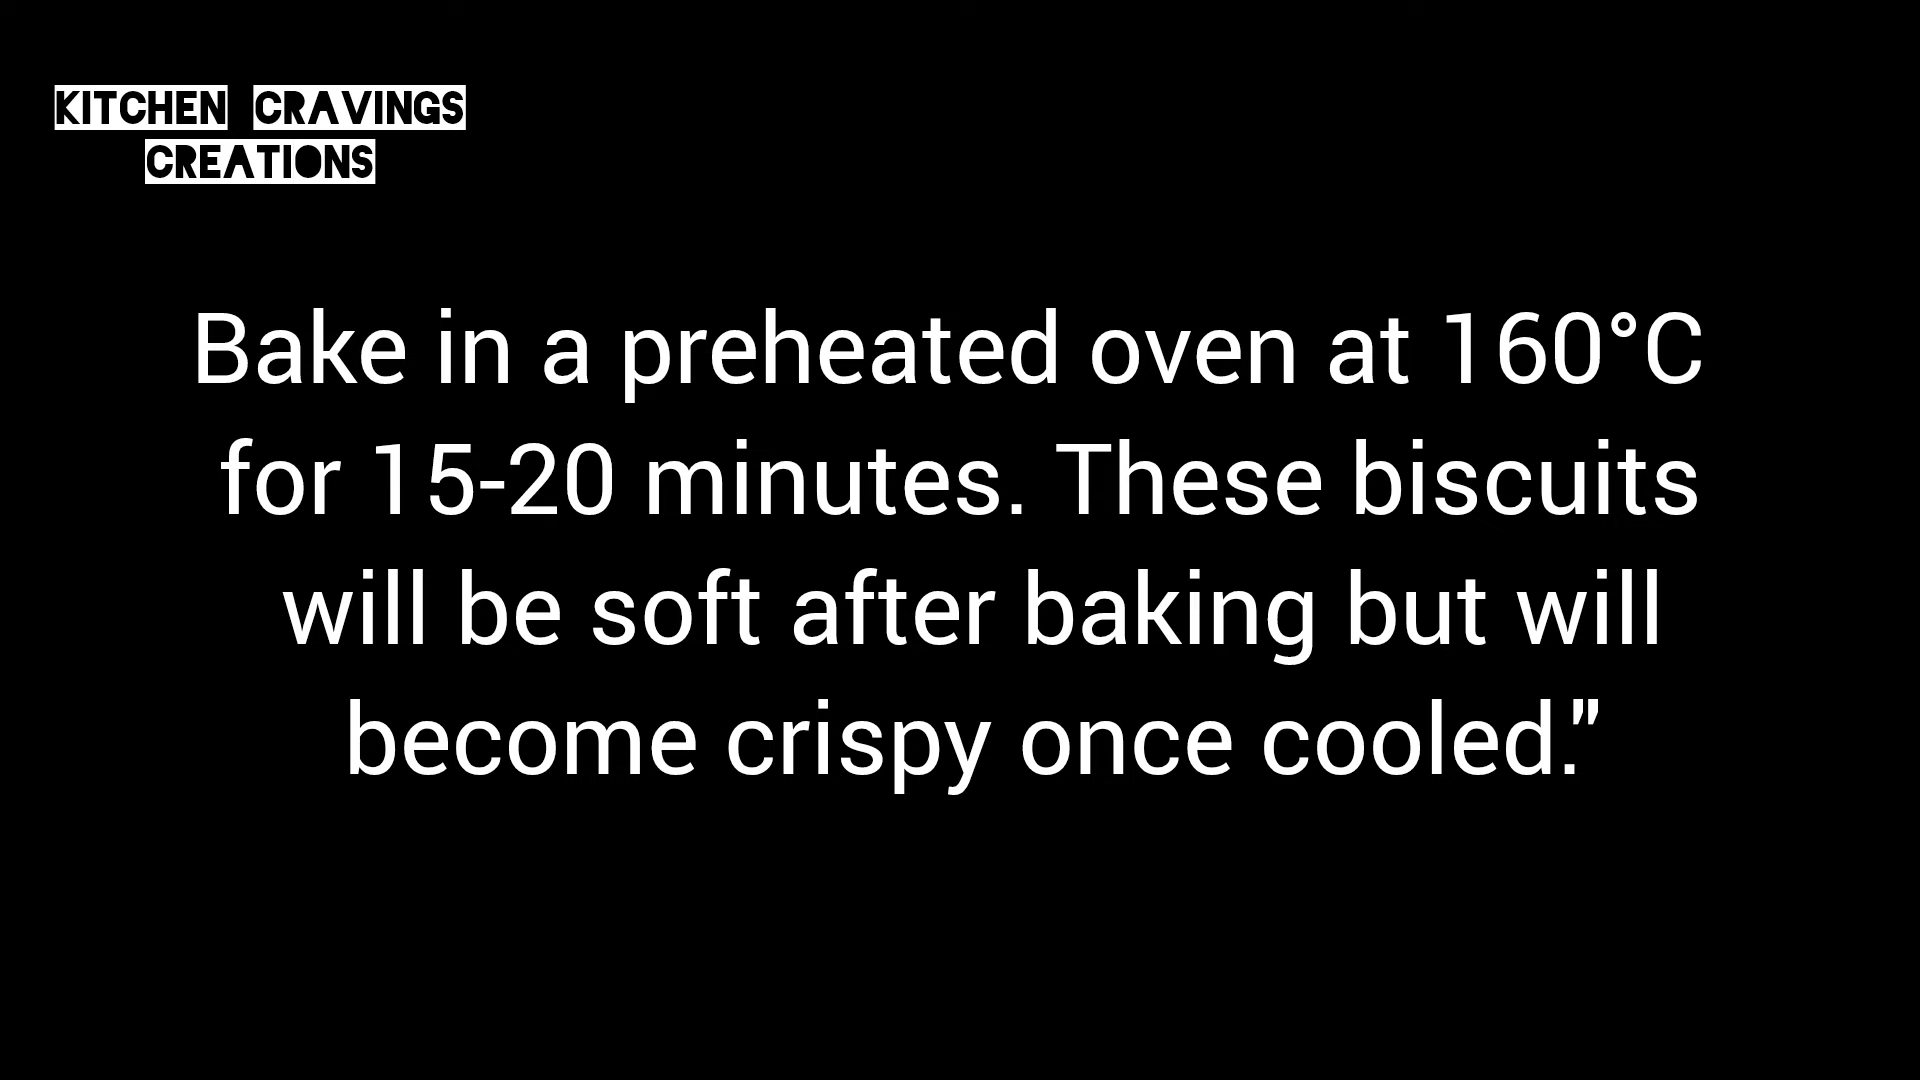 KITCHEN CRAVINGS
CREATIONS
Bake in a preheated oven at 160°C
for 15-20 minutes. These biscuits
will be soft after baking but will
become crispy once cooled."